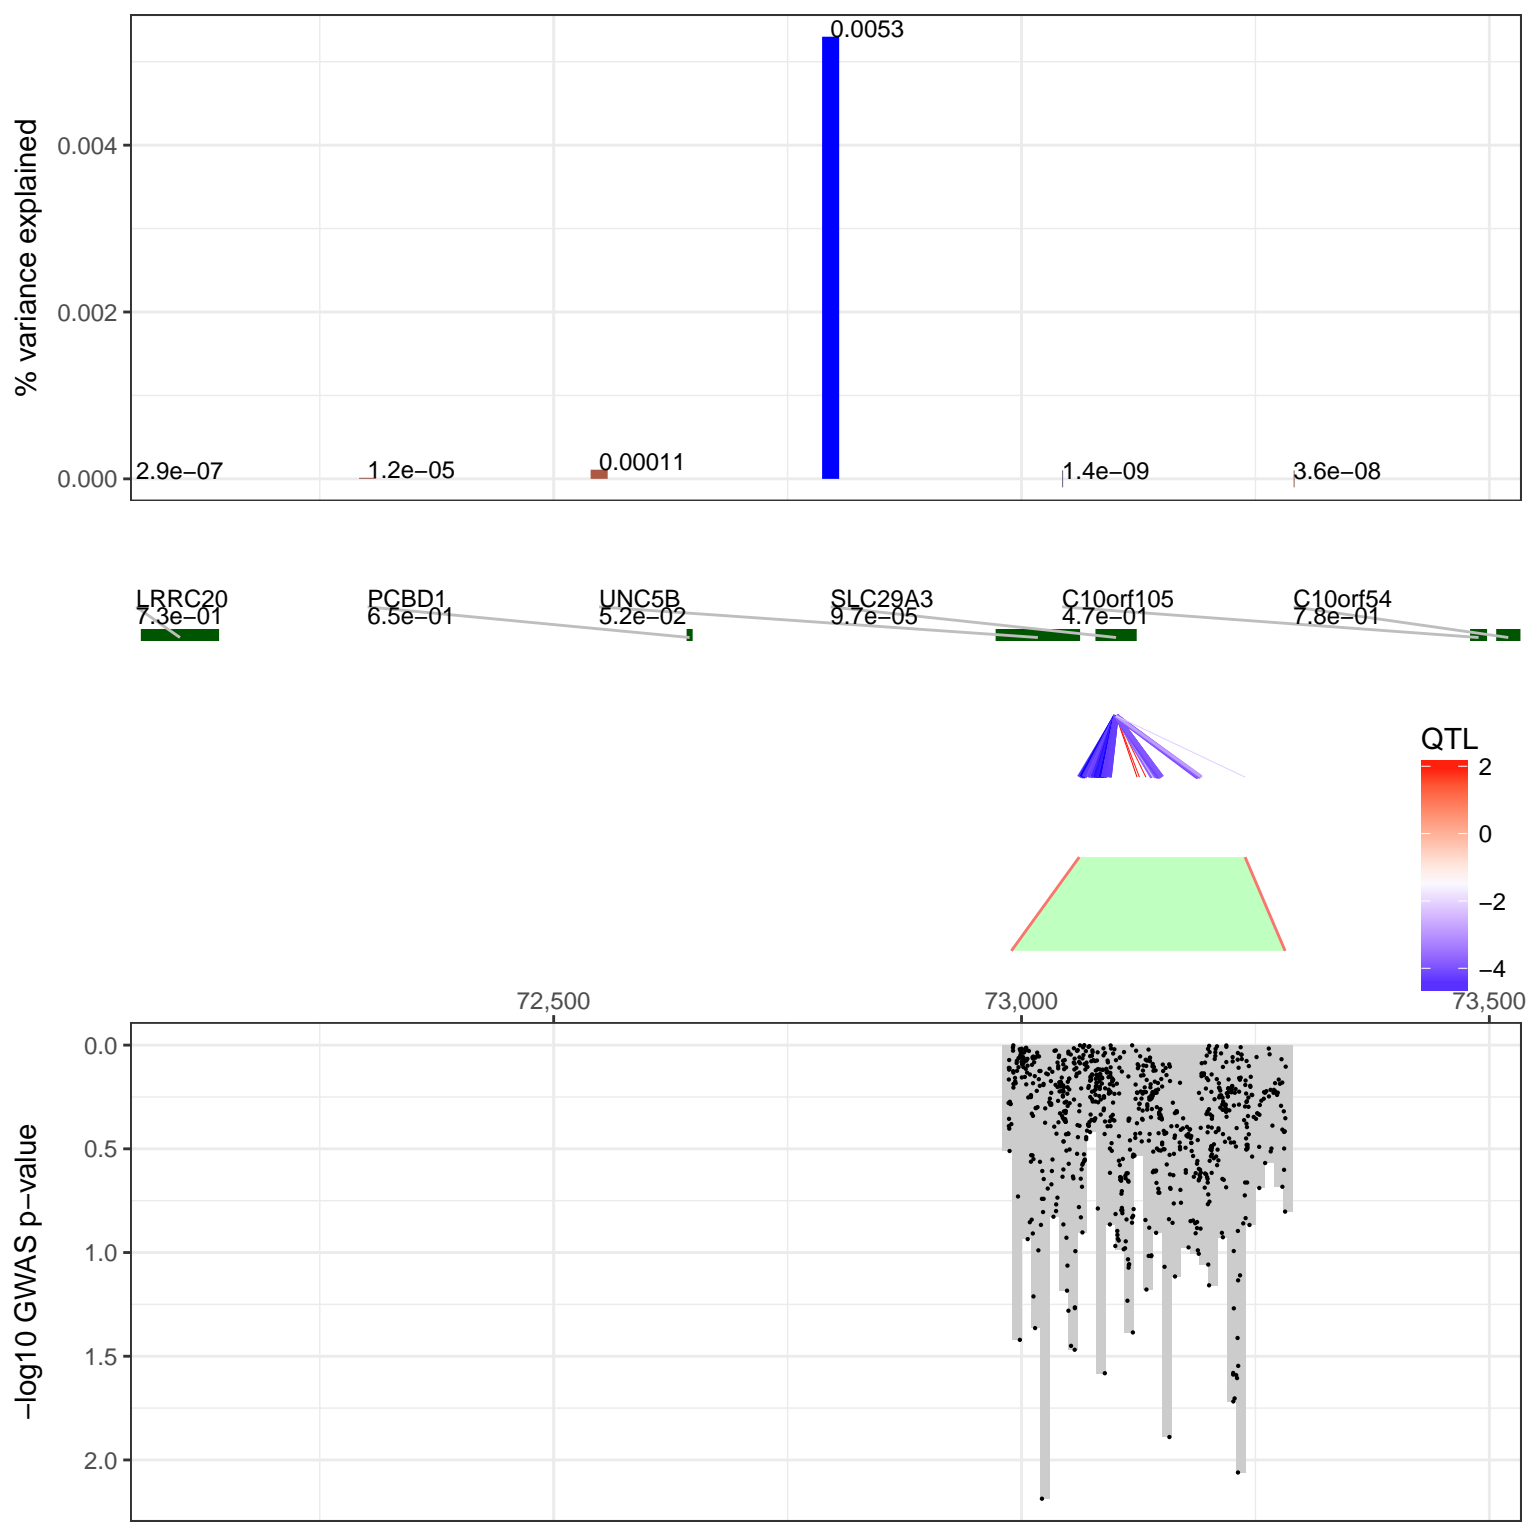 0.0053
% variance explained
0.004
0.002
0.000
2.9e−07
1.2e−05
0.00011
1.4e−09
3.6e−08
LRRC20 PCBD1 UNC5B SLC29A3 C10orf105 C10orf54
7.3e−01 6.5e−01 5.2e−02 9.7e−05 4.7e−01 7.8e−01
QTL
2
0
−2
−4
72,500 73,000 73,500
−log10 GWAS p−value
0.0
0.5
1.0
1.5
2.0